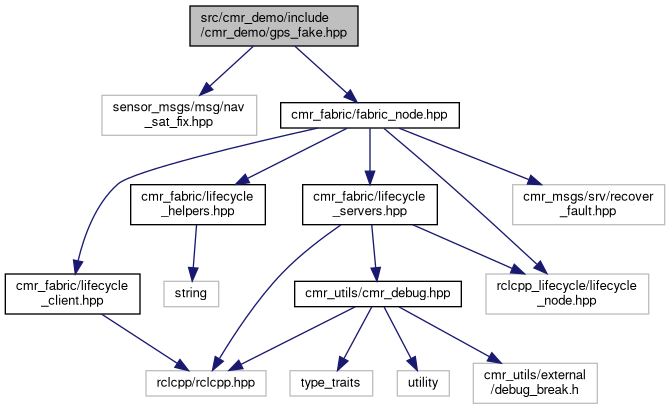 src/cmr_demo/include
/cmr_demo/gps_fake.hpp
sensor_msgs/msg/nav
_sat_fix.hpp
cmr_fabric/fabric_node.hpp
cmr_fabric/lifecycle
_helpers.hpp
cmr_fabric/lifecycle
_servers.hpp
cmr_msgs/srv/recover
_fault.hpp
cmr_fabric/lifecycle
_client.hpp
string
cmr_utils/cmr_debug.hpp
rclcpp_lifecycle/lifecycle
_node.hpp
rclcpp/rclcpp.hpp
type_traits
utility
cmr_utils/external
/debug_break.h